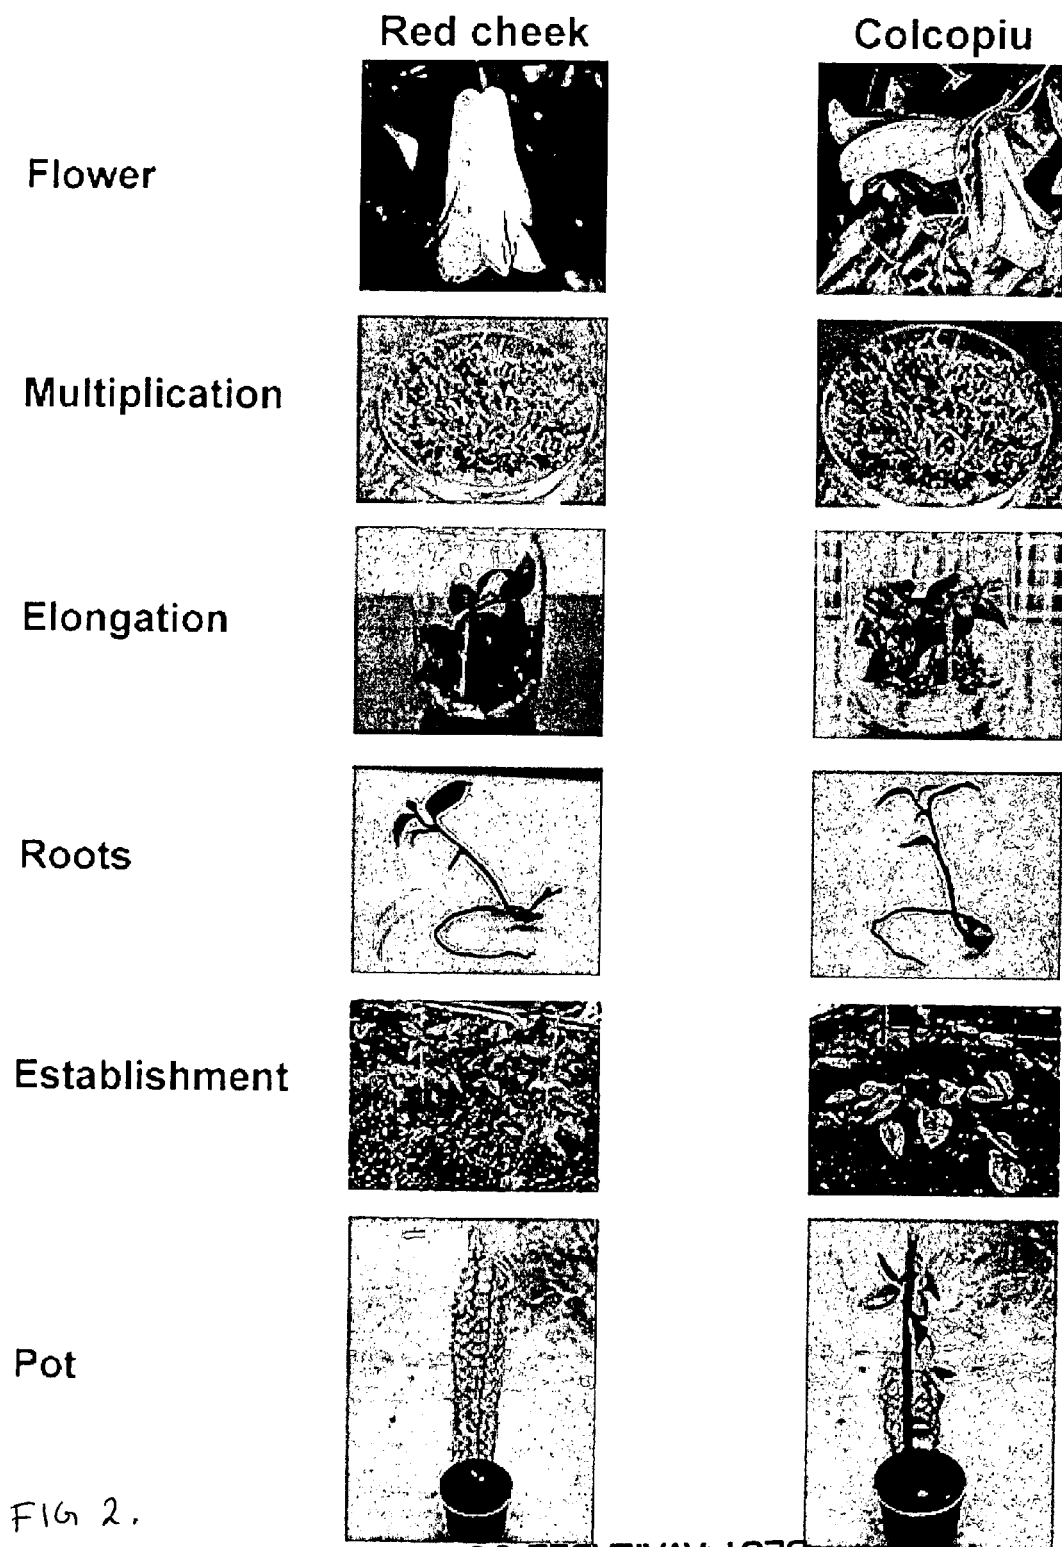 Red cheek Colcopiu
Flower
Multiplication
Elongation
Roots
Establishment
Pot
FIG 2.